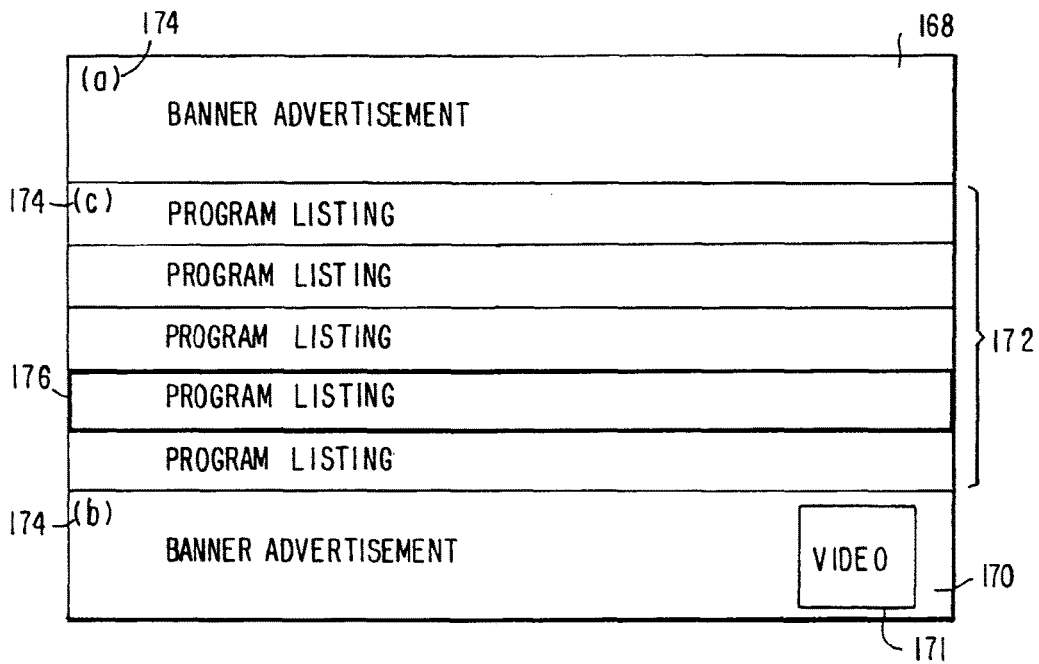 174
168
(a)
BANNER ADVERTISEMENT
174 (c) PROGRAM LISTING
PROGRAM LISTING
PROGRAM LISTING
172
176
PROGRAM LISTING
PROGRAM LISTING
174 (b)
BANNER ADVERTISEMENT
VIDEO
170
171